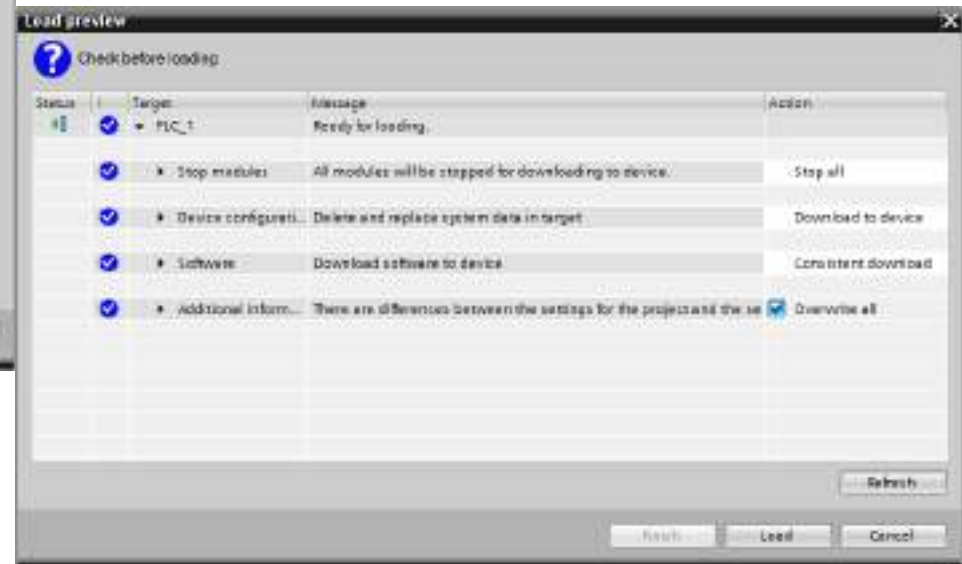 Load preview
Check before loading
Status ! Target Message Action
PLC_1 Ready for loading.
Stop modules All modules will be stopped for downloading to device. Stop all
Device configurati... Delete and replace system data in target Download to device
Software Download software to device Consistent download
Additional inform... There are differences between the settings for the project and the se Overwrite all
Refresh
Finish Load Cancel